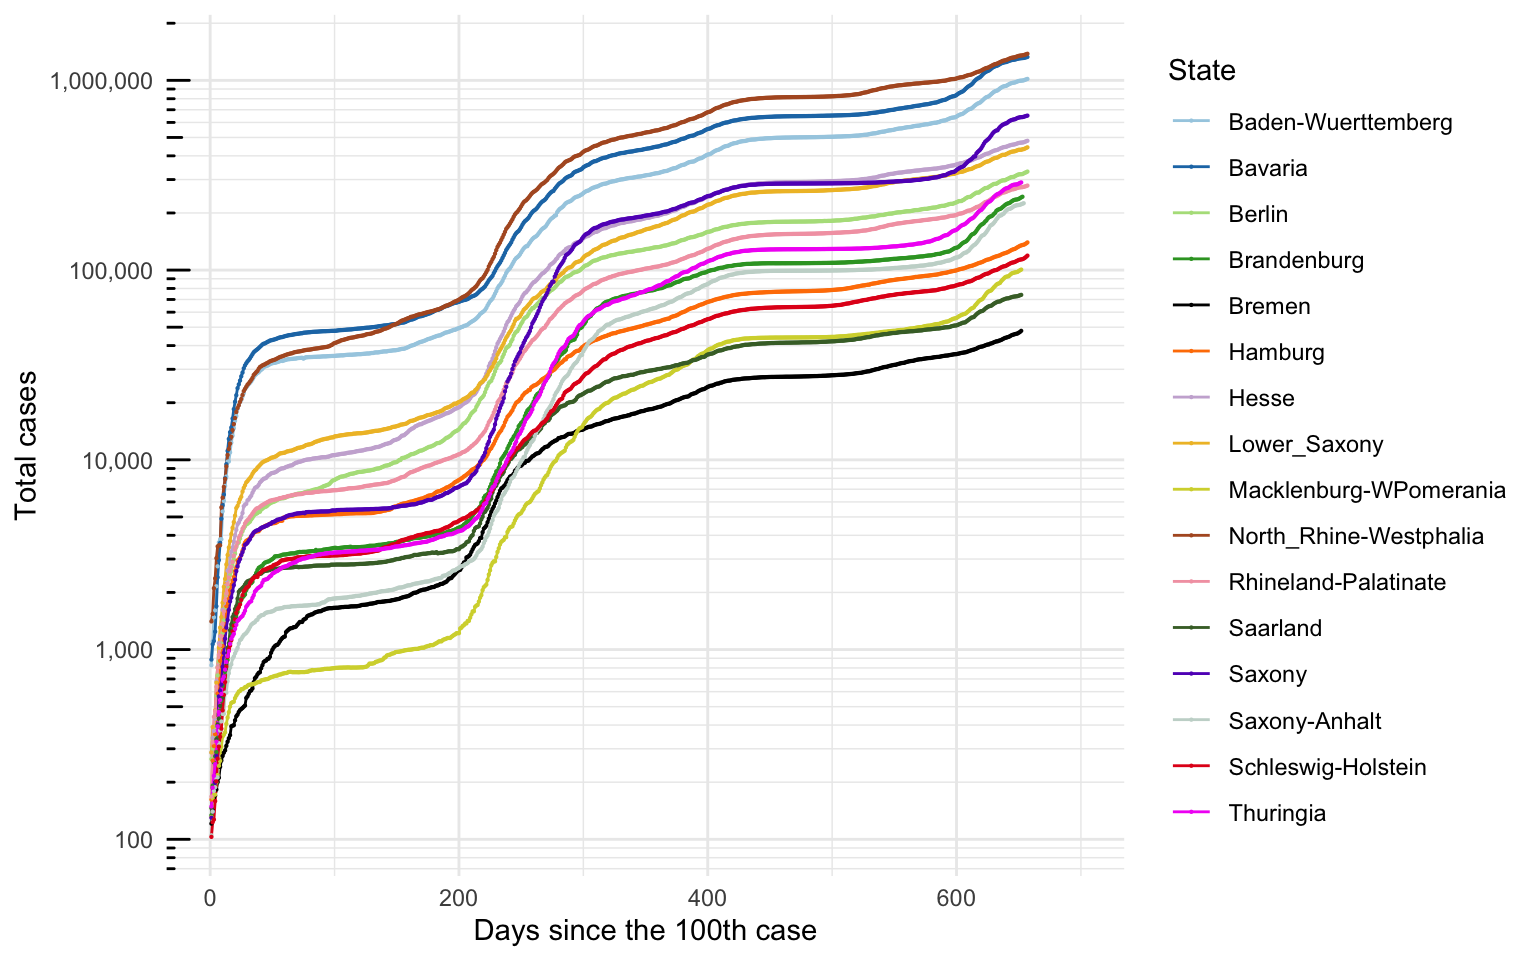 1,000,000
100,000
10,000
1,000
100
Total cases
0 200 400 600
Days since the 100th case
State
Baden-Wuerttemberg
Bavaria
Berlin
Brandenburg
Bremen
Hamburg
Hesse
Lower_Saxony
Macklenburg-WPomerania
North_Rhine-Westphalia
Rhineland-Palatinate
Saarland
Saxony
Saxony-Anhalt
Schleswig-Holstein
Thuringia